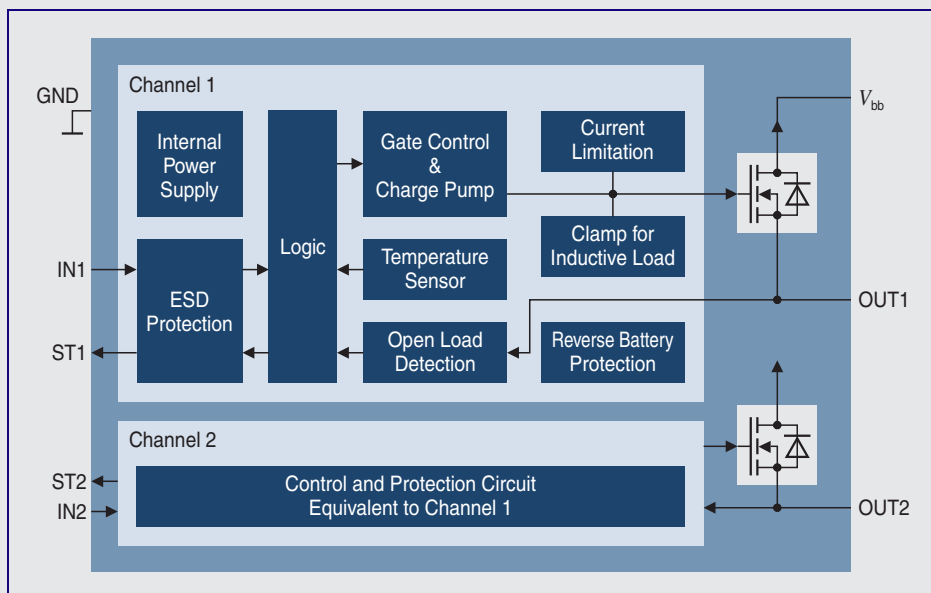 Channel 1
GND
Internal
Power
Supply
Logic
Gate Control
&
Charge Pump
Current
Limitation
V bb
Clamp for
Inductive Load
IN1
ESD
Protection
Temperature
Sensor
OUT1
ST1
Open Load
Detection
Reverse Battery
Protection
Channel 2
ST2
IN2
Control and Protection Circuit
Equivalent to Channel 1
OUT2